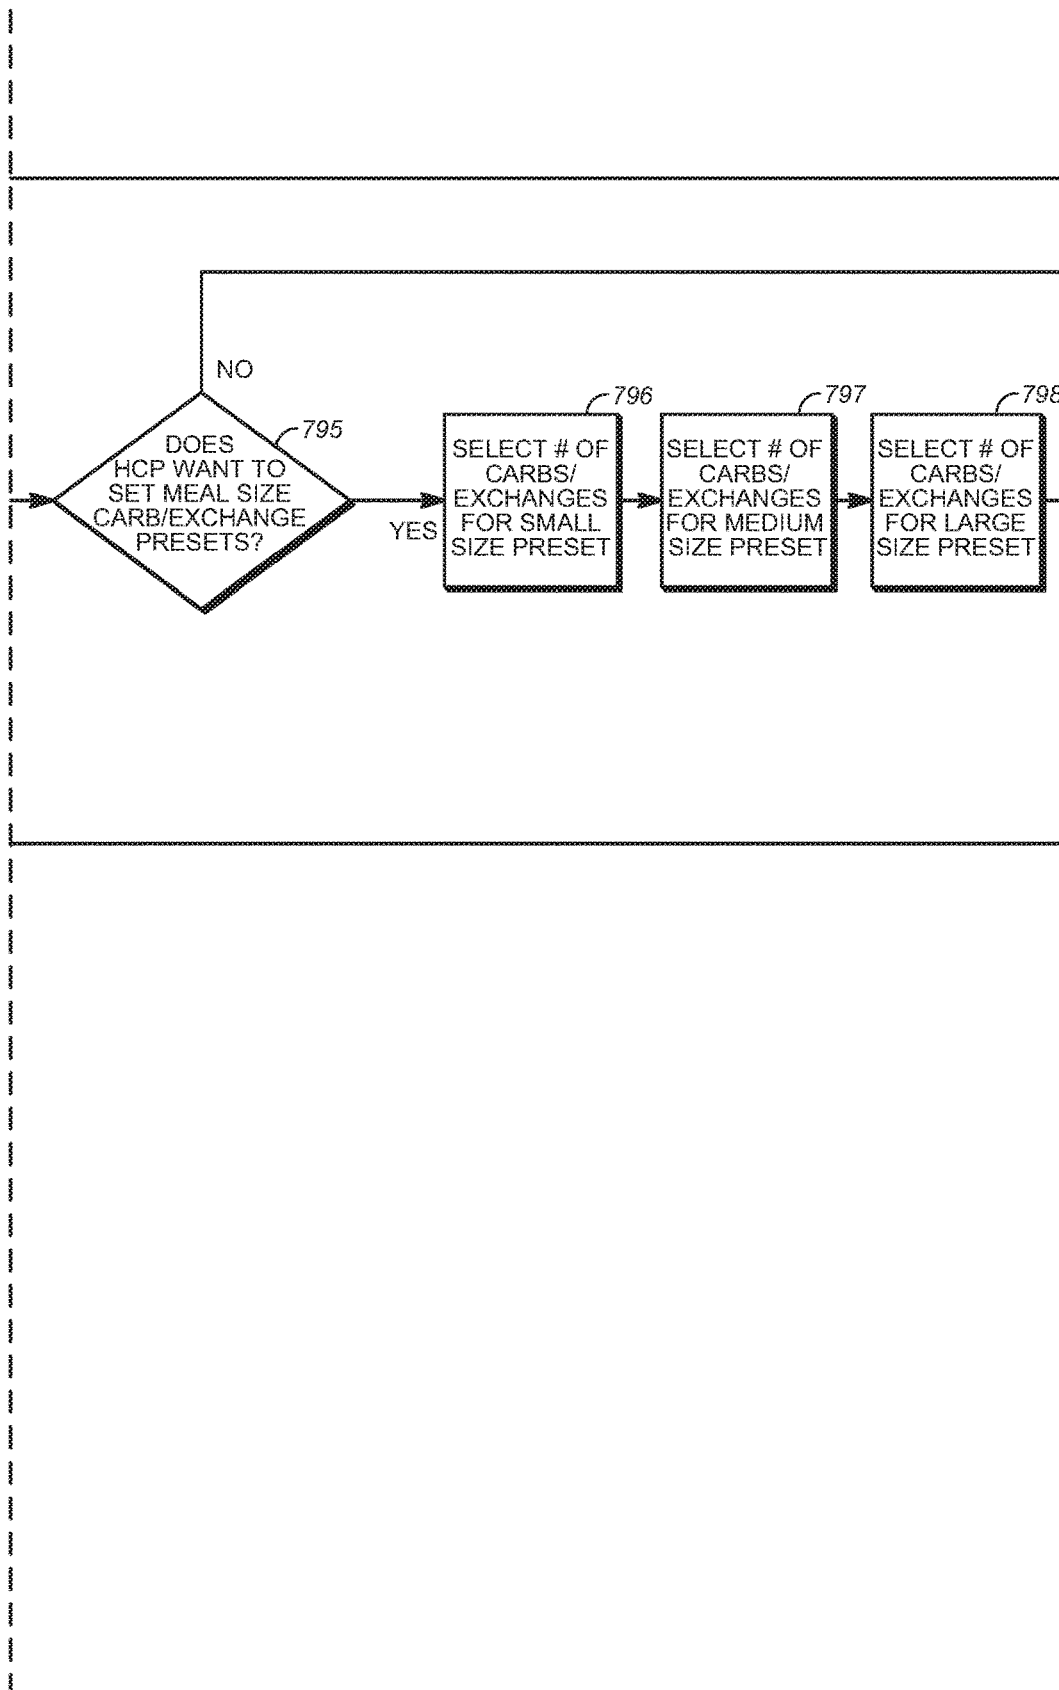 NO
795
DOES
HCP WANT TO
SET MEAL SIZE
CARB/EXCHANGE
PRESETS?
YES
796
SELECT # OF
CARBS/
EXCHANGES
FOR SMALL
SIZE PRESET
797
SELECT # OF
CARBS/
EXCHANGES
FOR MEDIUM
SIZE PRESET
798
SELECT # OF
CARBS/
EXCHANGES
FOR LARGE
SIZE PRESET